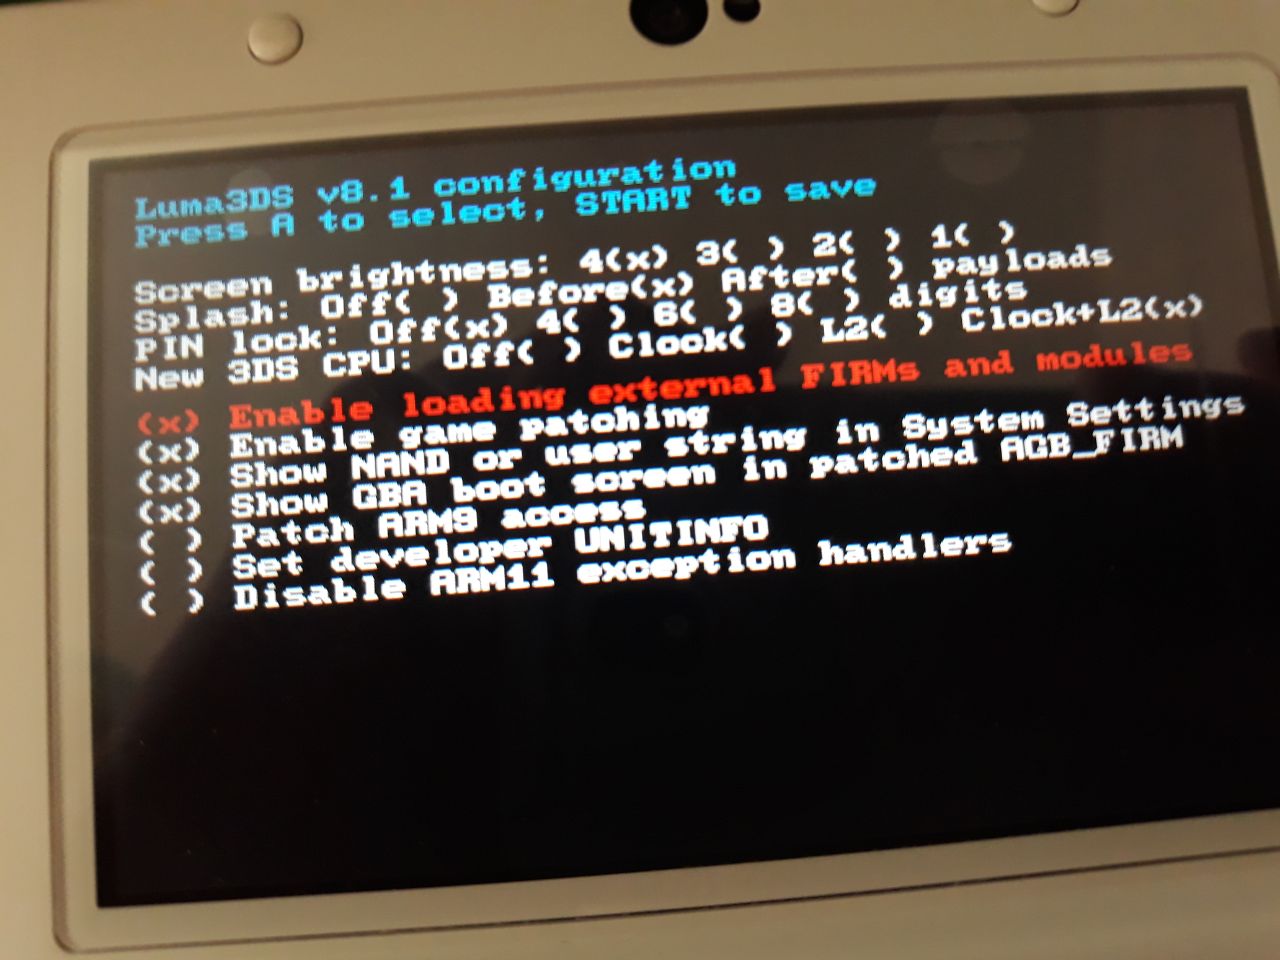 Luma3DS v8.1 configuration
Press A to select, START to save
Screen brightness: 4(x) 3( ) 2( ) 1( )
Splash: Off( ) Before(x) After( ) payloads
PIN lock: Off(x) 4( ) 6( ) 8( ) digits
New 3DS CPU: Off( ) Clock( ) L2( ) Clock+L2(x)
(x) Enable loading external FIRMs and modules
(x) Enable game patching
(x) Show NAND or user string in System Settings
(x) Show GBA boot screen in patched AGB_FIRM
( ) Patch ARM9 access
( ) Set developer UNITINFO
( ) Disable ARM11 exception handlers